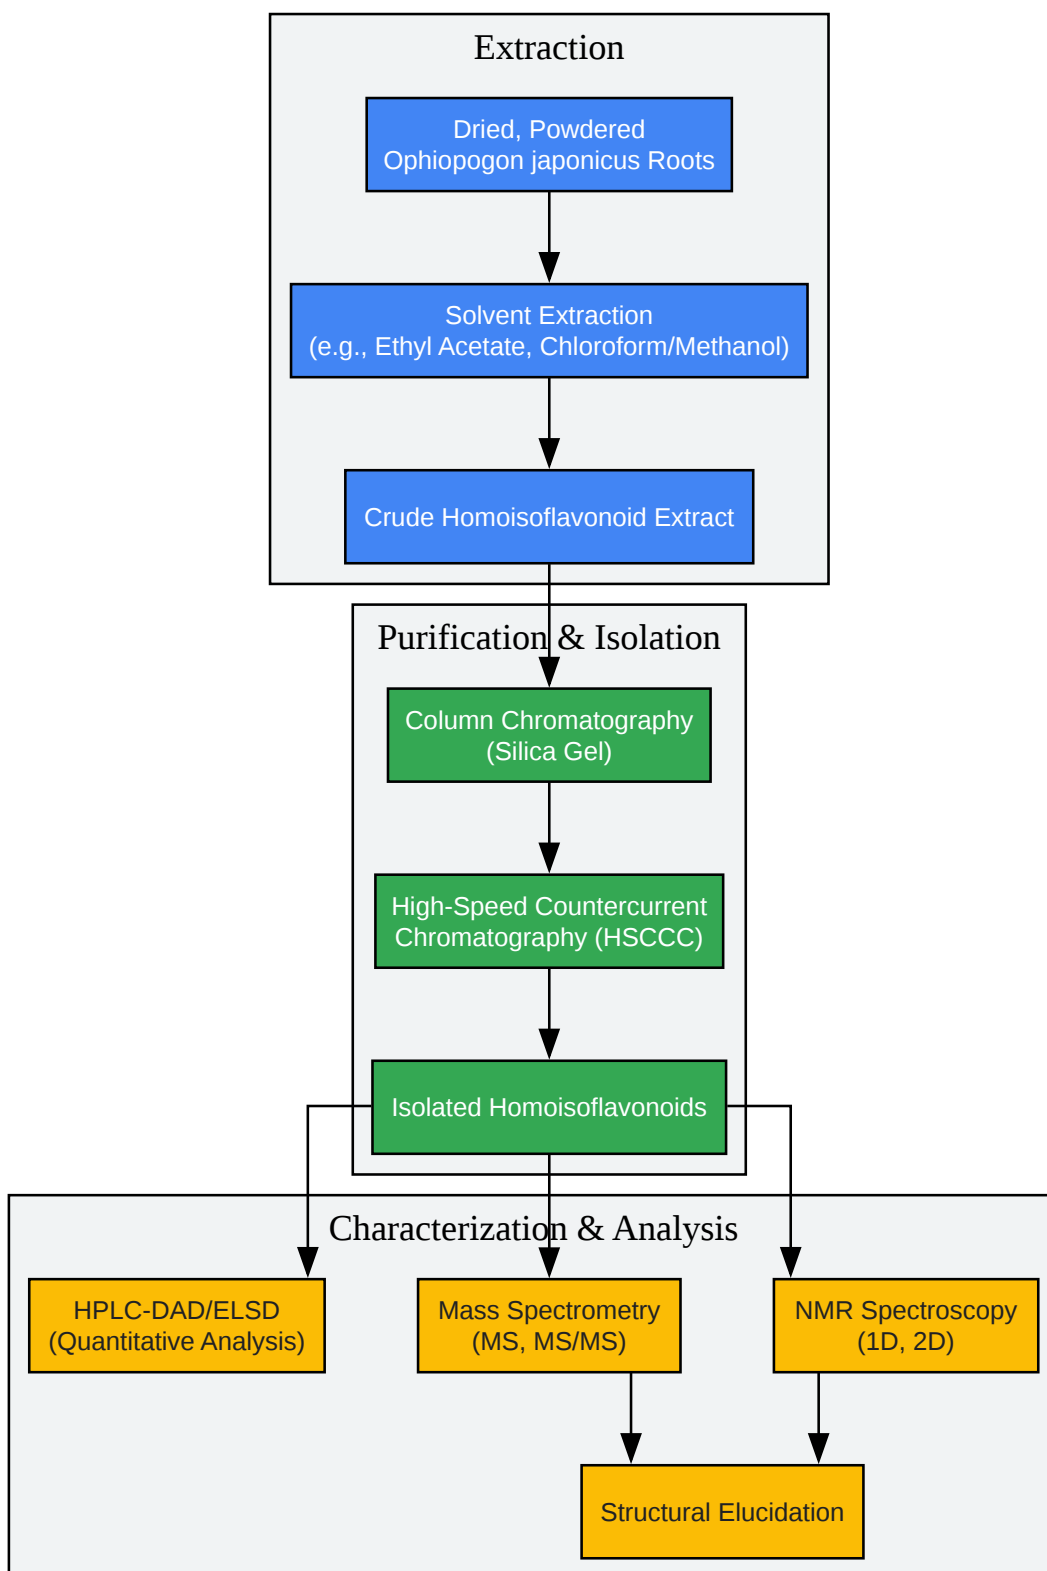 Extraction
Dried, Powdered
Ophiopogon japonicus Roots
Solvent Extraction
(e.g., Ethyl Acetate, Chloroform/Methanol)
Crude Homoisoflavonoid Extract
Purification & Isolation
Column Chromatography
(Silica Gel)
High-Speed Countercurrent
Chromatography (HSCCC)
Isolated Homoisoflavonoids
Characterization & Analysis
HPLC-DAD/ELSD
(Quantitative Analysis)
Mass Spectrometry
(MS, MS/MS)
NMR Spectroscopy
(1D, 2D)
Structural Elucidation